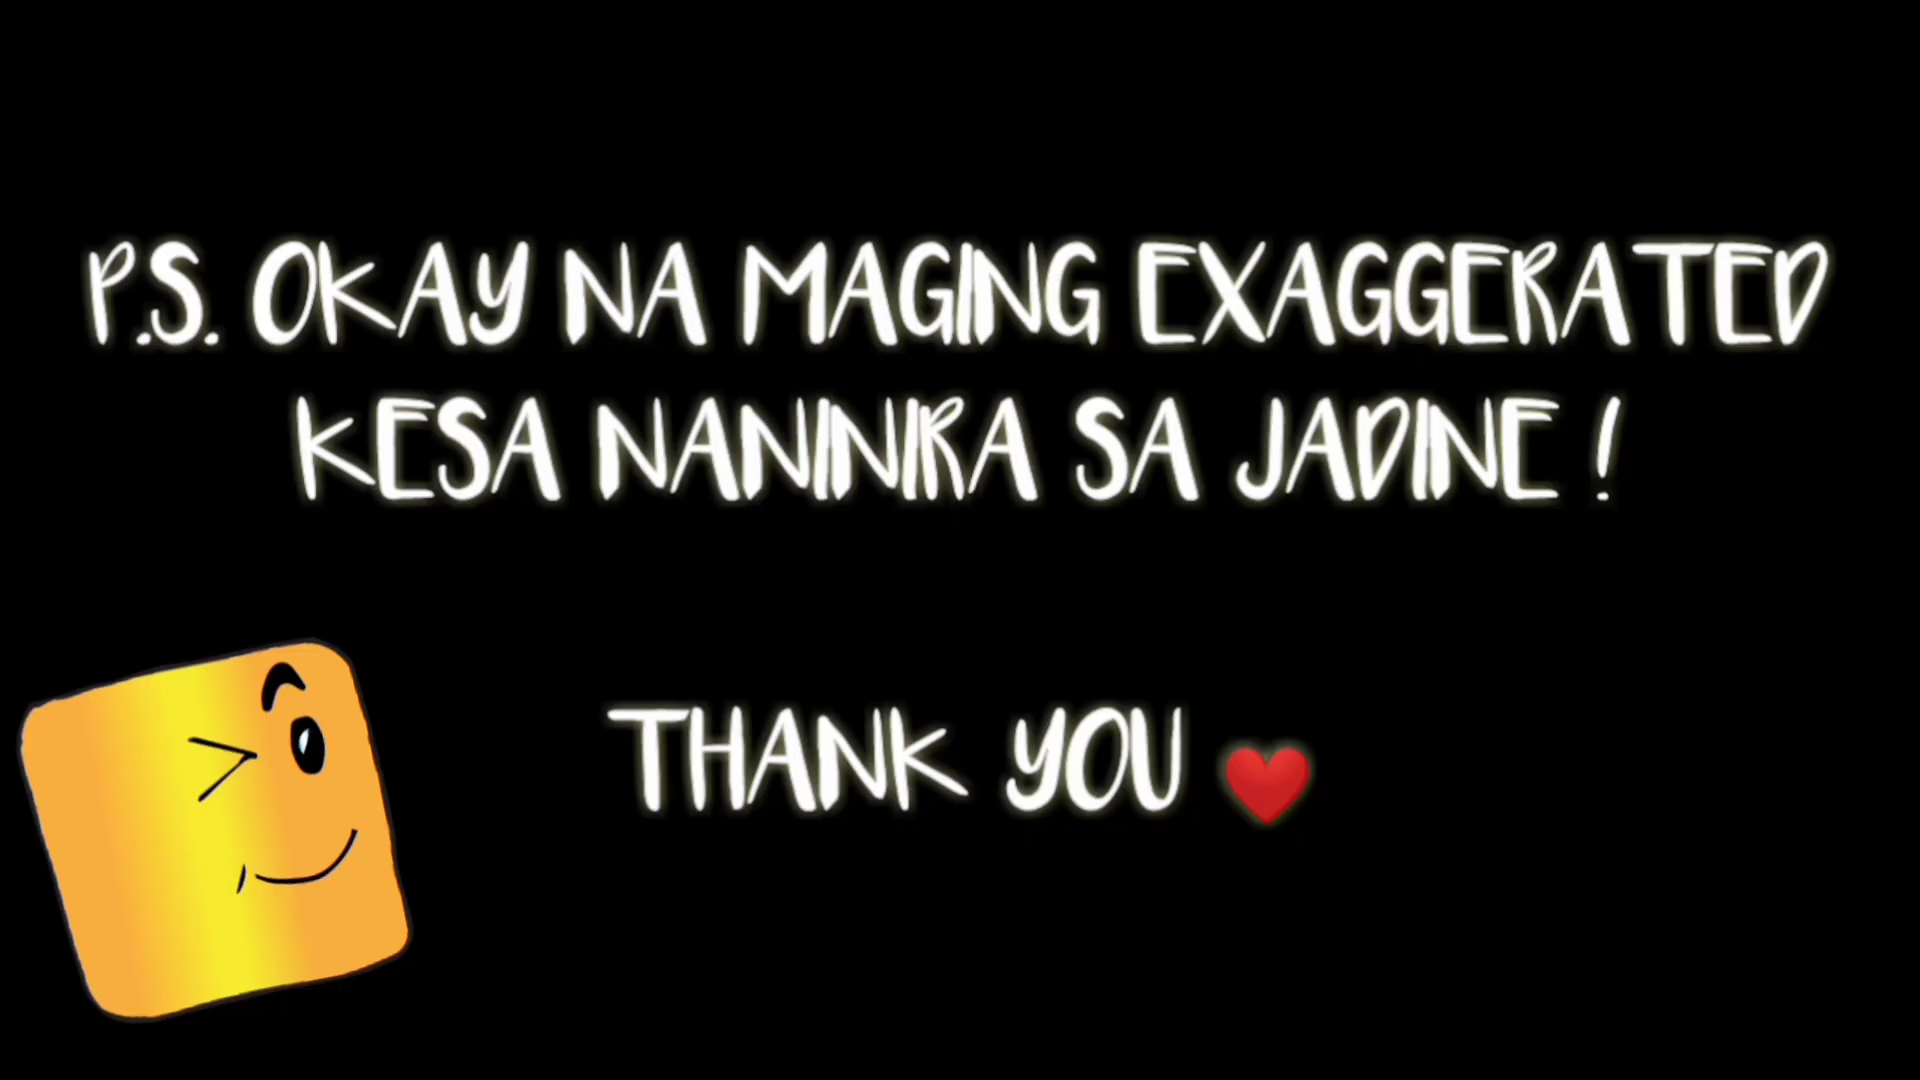 P.S. OKAY NA MAGING EXAGGERATED
KESA NANINIRA SA JADINE !
THANK YOU ❤️